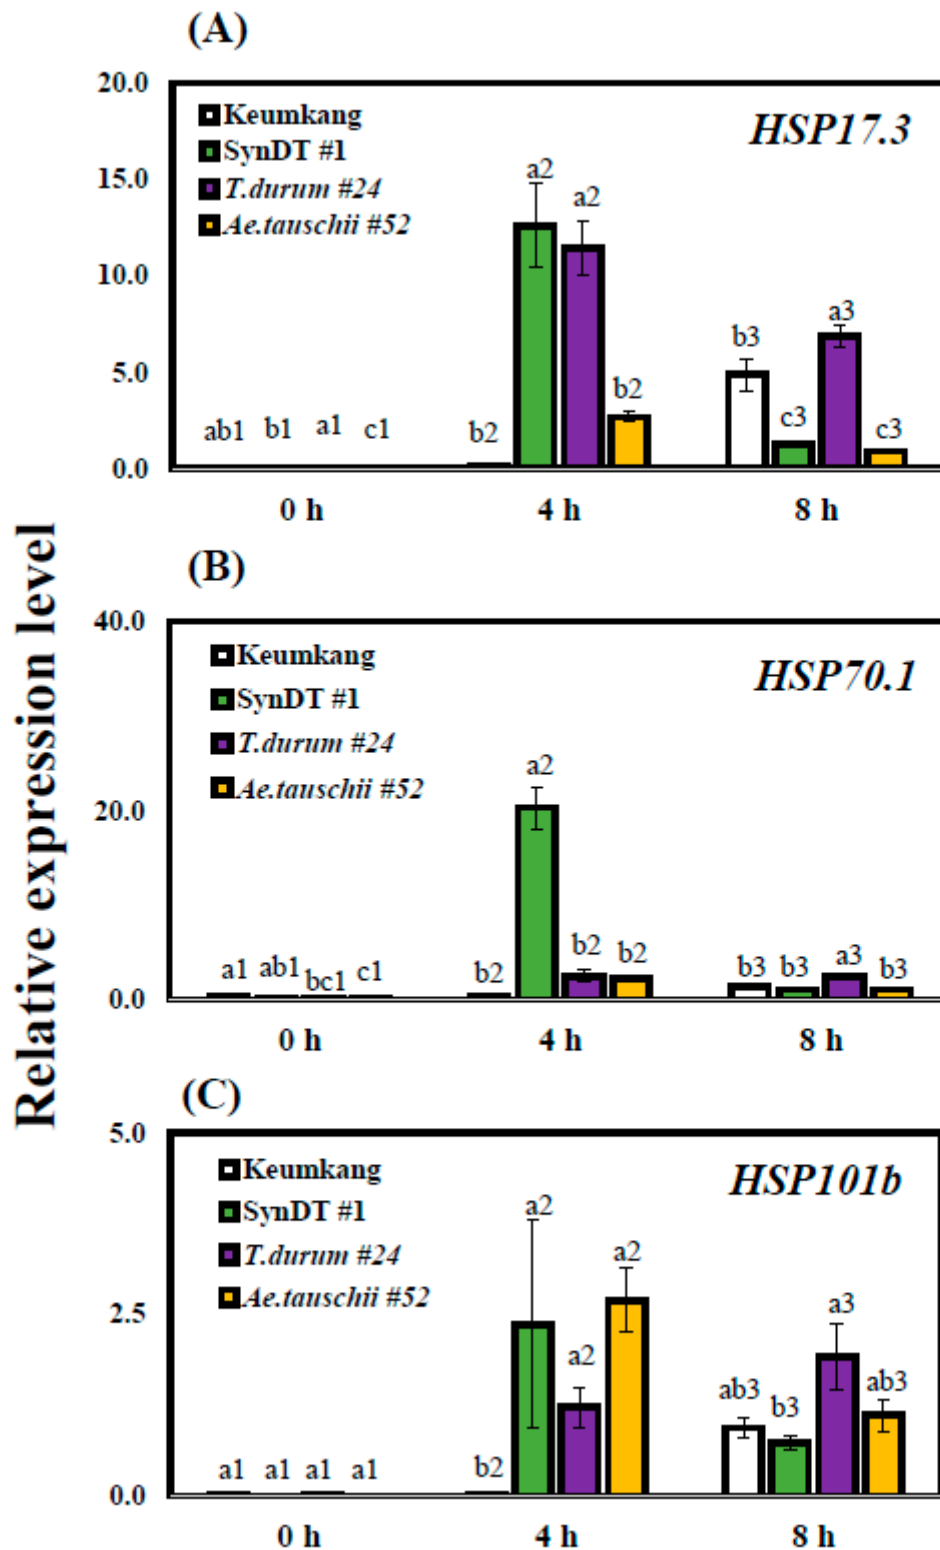 (A)
20.0
15.0
10.0
5.0
0.0
Keumkang
SynDT #1
T.durum #24
Ae.tauschii #52
HSP17.3
ab1 b1 a1 c1
b2 a2 a2 b2
b3 c3 a3 c3
0 h 4 h 8 h
Relative expression level
(B)
40.0
20.0
0.0
Keumkang
SynDT #1
T.durum #24
Ae.tauschii #52
HSP70.1
a1 ab1 bc1 c1
b2 a2 b2 b2
b3 b3 a3 b3
0 h 4 h 8 h
(C)
5.0
2.5
0.0
Keumkang
SynDT #1
T.durum #24
Ae.tauschii #52
HSP101b
a1 a1 a1 a1
b2 a2 a2 a2
ab3 b3 a3 ab3
0 h 4 h 8 h